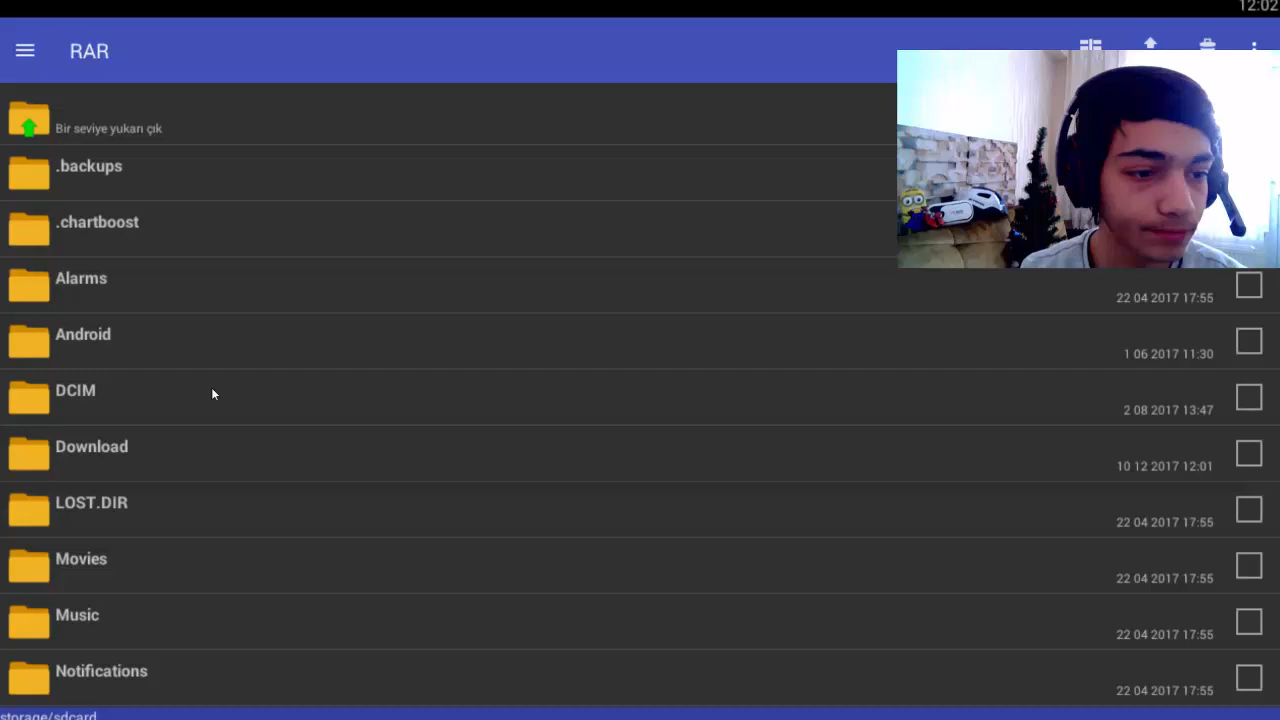 12:02
RAR
Bir seviye yukarı çık
.backups
.chartboost
Alarms
22 04 2017 17:55
Android
1 06 2017 11:30
DCIM
2 08 2017 13:47
Download
10 12 2017 12:01
LOST.DIR
22 04 2017 17:55
Movies
22 04 2017 17:55
Music
22 04 2017 17:55
Notifications
22 04 2017 17:55
storage/sdcard